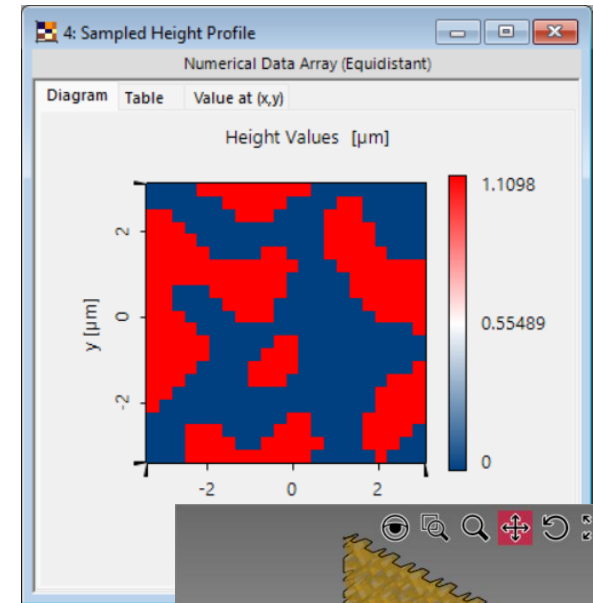 4: Sampled Height Profile
Numerical Data Array (Equidistant)
Diagram Table Value at (x,y)
Height Values [µm]
1.1098
2
0
0.55489
y [µm]
-2
0
-2 0 2